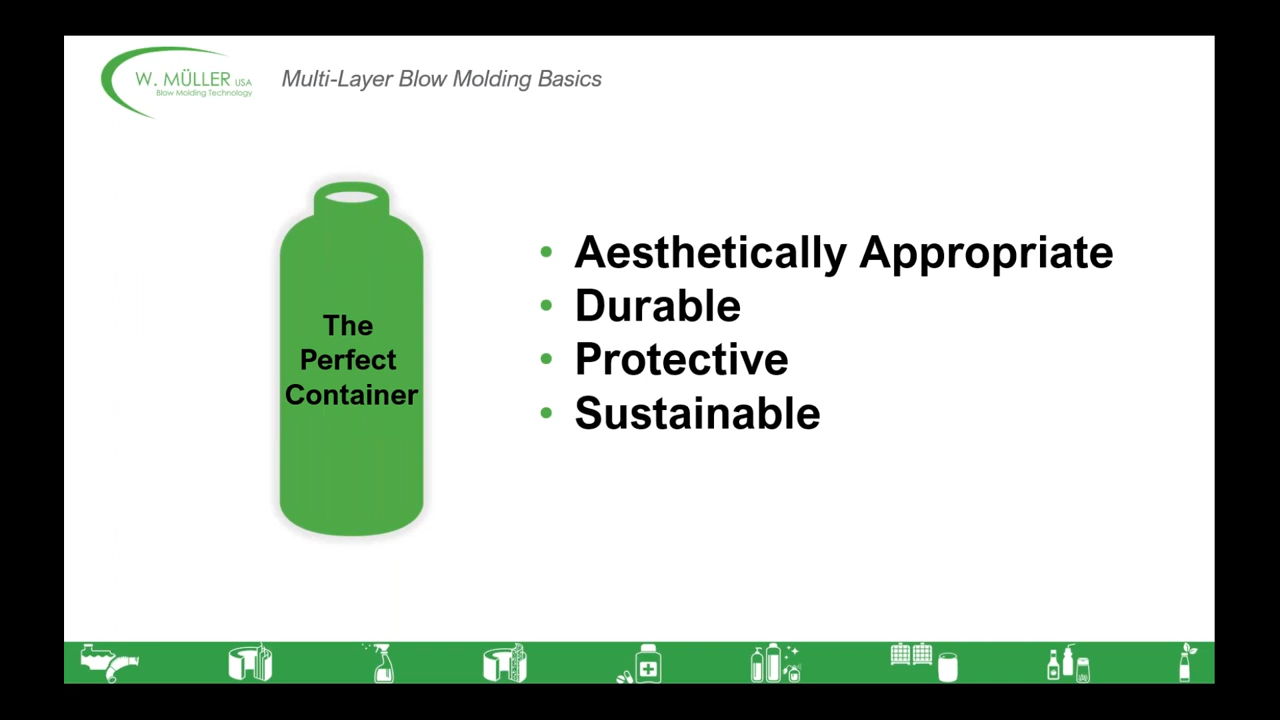 W. MÜLLER USA
Blow Molding Technology
Multi-Layer Blow Molding Basics
The
Perfect
Container
• Aesthetically Appropriate
• Durable
• Protective
• Sustainable